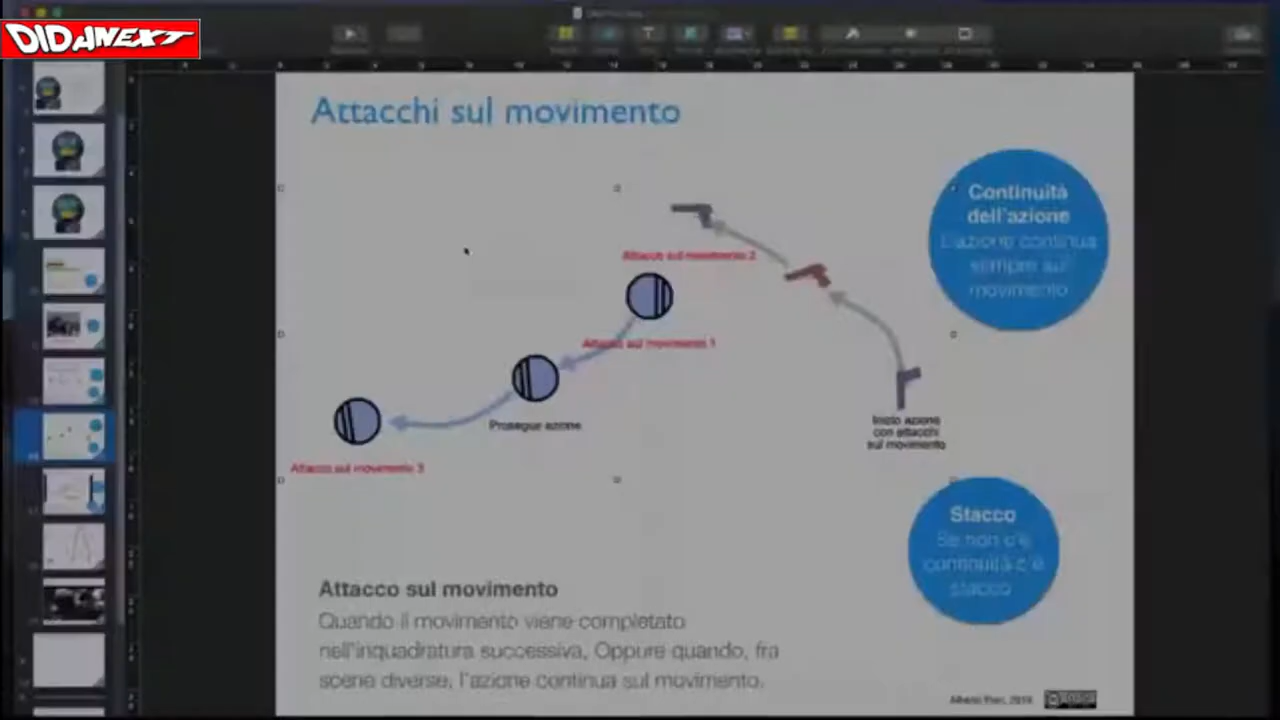 DIDANEXT
Attacchi sul movimento
Continuità
dell'azione
L'azione continua
sempre sul
movimento
Attacco sul movimento 2
Attacco sul movimento 1
Prosegue azione
Inizio azione
con attacchi
sul movimento
Attacco sul movimento 3
Stacco
Se non c'è
continuità c'è
stacco
Attacco sul movimento
Quando il movimento viene completato
nell'inquadratura successiva, Oppure quando, fra
scene diverse, l'azione continua sul movimento.